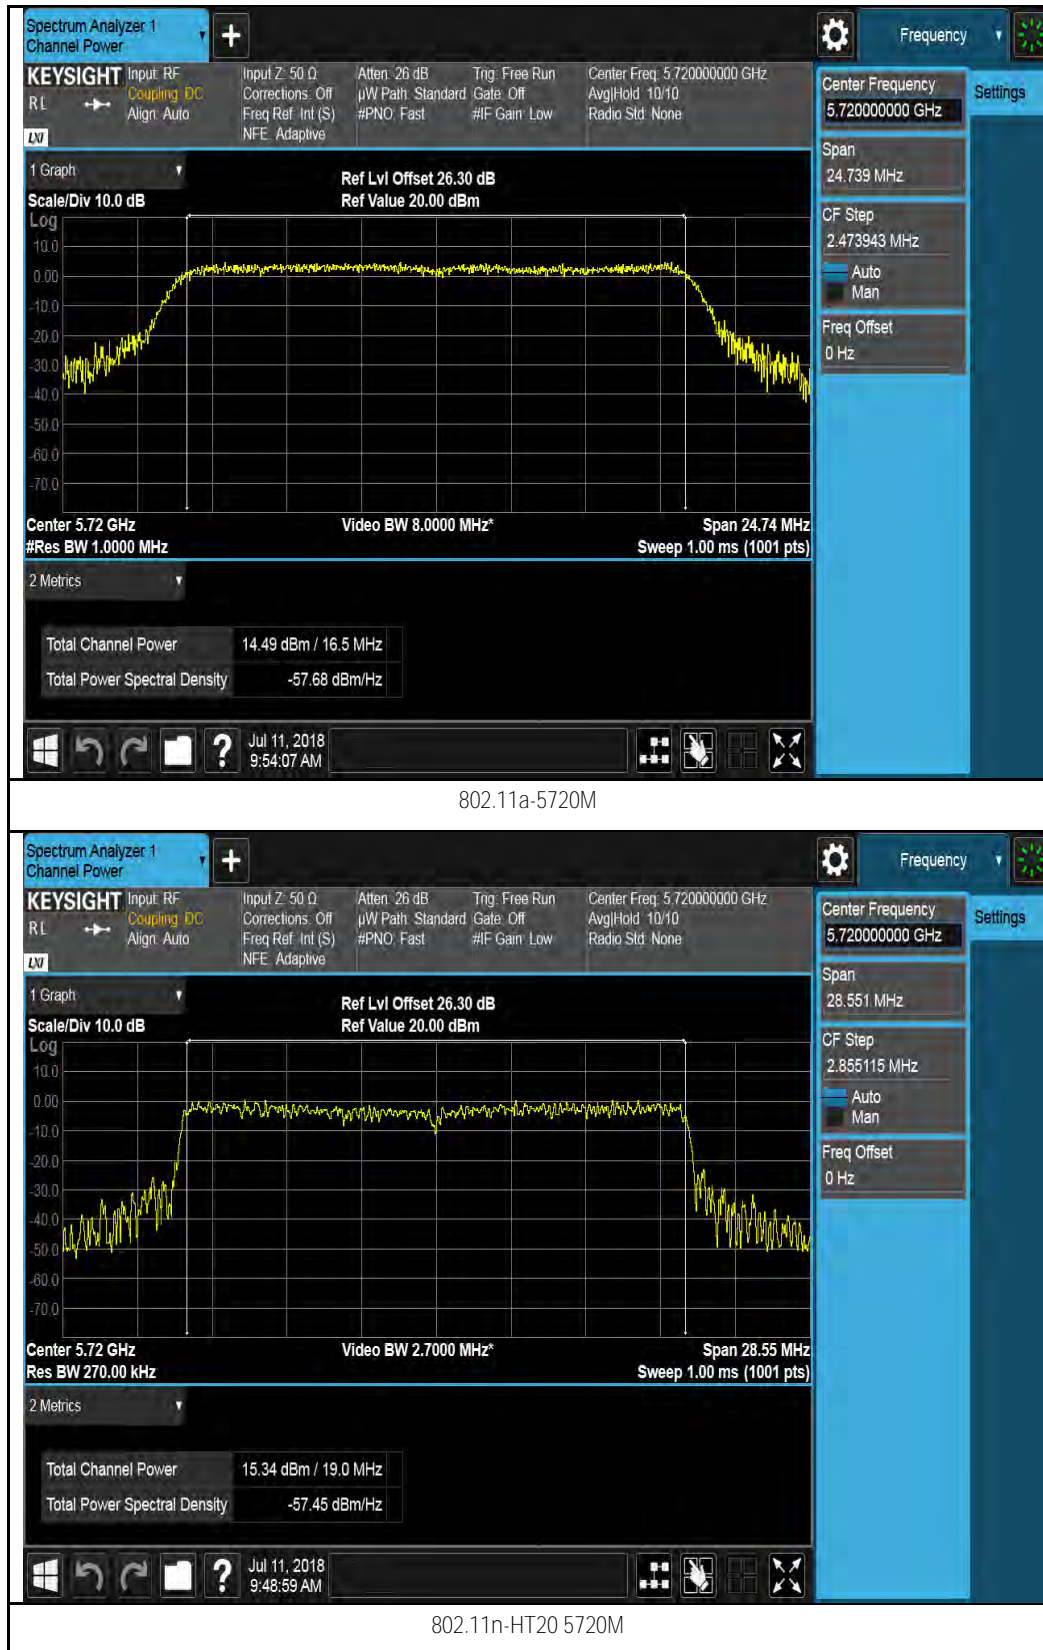 Spectrum Analyzer 1
Channel Power
Frequency
KEYSIGHT Input: RF
Coupling: DC
Align: Auto
RL
LXI
Input Z: 50 Ω
Corrections: Off
Freq Ref: Int (S)
NFE: Adaptive
Atten: 26 dB
µW Path: Standard
#PNO: Fast
Trig: Free Run
Gate: Off
#IF Gain: Low
Center Freq: 5.720000000 GHz
Avg|Hold: 10/10
Radio Std: None
Center Frequency
5.720000000 GHz
Settings
Span
24.739 MHz
CF Step
2.473943 MHz
Auto
Man
Freq Offset
0 Hz
1 Graph
Scale/Div 10.0 dB
Ref Lvl Offset 26.30 dB
Ref Value 20.00 dBm
Log
10.0
0.00
-10.0
-20.0
-30.0
-40.0
-50.0
-60.0
-70.0
Center 5.72 GHz
#Res BW 1.0000 MHz
Video BW 8.0000 MHz*
Span 24.74 MHz
Sweep 1.00 ms (1001 pts)
2 Metrics
Total Channel Power 14.49 dBm / 16.5 MHz
Total Power Spectral Density -57.68 dBm/Hz
?
Jul 11, 2018
9:54:07 AM
802.11a-5720M
Spectrum Analyzer 1
Channel Power
Frequency
KEYSIGHT Input: RF
Coupling: DC
Align: Auto
RL
LXI
Input Z: 50 Ω
Corrections: Off
Freq Ref: Int (S)
NFE: Adaptive
Atten: 26 dB
µW Path: Standard
#PNO: Fast
Trig: Free Run
Gate: Off
#IF Gain: Low
Center Freq: 5.720000000 GHz
Avg|Hold: 10/10
Radio Std: None
Center Frequency
5.720000000 GHz
Settings
Span
28.551 MHz
CF Step
2.855115 MHz
Auto
Man
Freq Offset
0 Hz
1 Graph
Scale/Div 10.0 dB
Ref Lvl Offset 26.30 dB
Ref Value 20.00 dBm
Log
10.0
0.00
-10.0
-20.0
-30.0
-40.0
-50.0
-60.0
-70.0
Center 5.72 GHz
Res BW 270.00 kHz
Video BW 2.7000 MHz*
Span 28.55 MHz
Sweep 1.00 ms (1001 pts)
2 Metrics
Total Channel Power 15.34 dBm / 19.0 MHz
Total Power Spectral Density -57.45 dBm/Hz
?
Jul 11, 2018
9:48:59 AM
802.11n-HT20 5720M